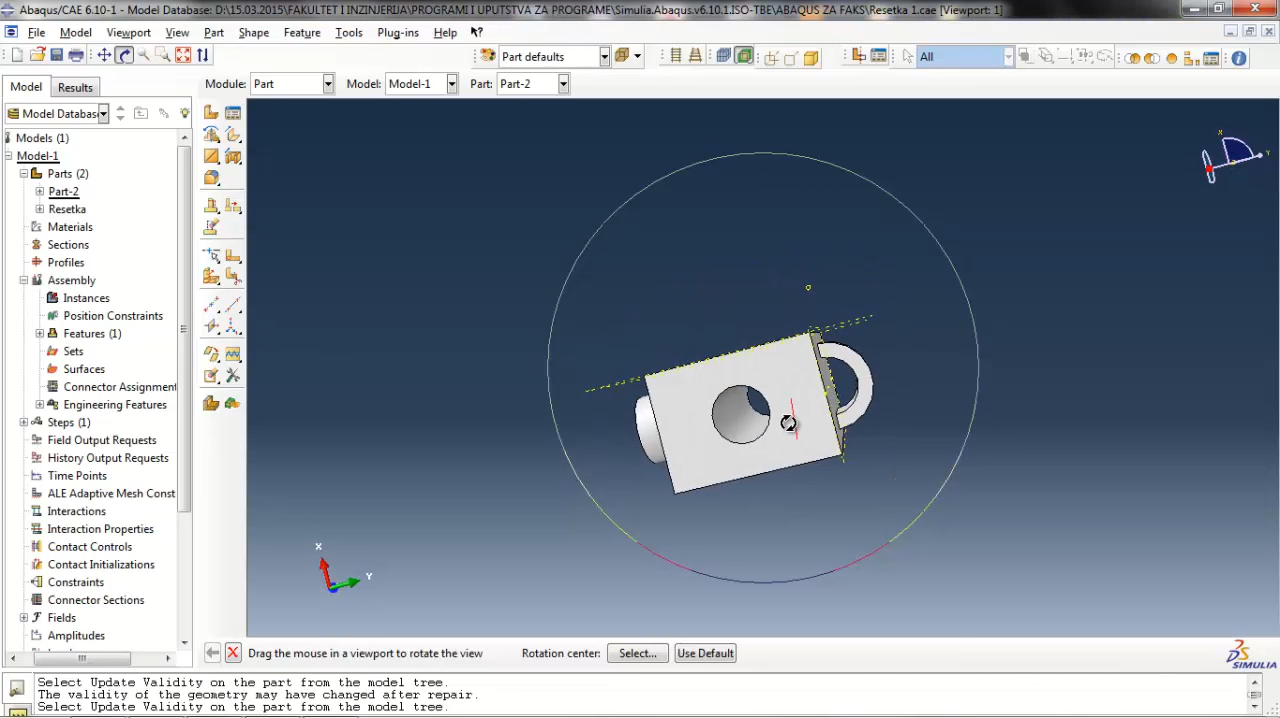 Abaqus/CAE 6.10-1 - Model Database: D:\15.03.2015\FAKULTET I INZINJERIJA\PROGRAMI I UPUTSTVA ZA PROGRAME\Simulia.Abaqus.v6.10.1.ISO-TBE\ABAQUS ZA FAKS\Resetka 1.cae [Viewport: 1]
File Model Viewport View Part Shape Feature Tools Plug-ins Help
Part defaults All
Model Results Module: Part Model: Model-1 Part: Part-2
Model Databas
Models (1)
Model-1
Parts (2)
Part-2
Resetka
Materials
Sections
Profiles
Assembly
Instances
Position Constraints
Features (1)
Sets
Surfaces
Connector Assignment
Engineering Features
Steps (1)
Field Output Requests
History Output Requests
Time Points
ALE Adaptive Mesh Const
Interactions
Interaction Properties
Contact Controls
Contact Initializations
Constraints
Connector Sections
Fields
Amplitudes
X
Y
X
Y
Drag the mouse in a viewport to rotate the view Rotation center: Select... Use Default
SIMULIA
Select Update Validity on the part from the model tree.
The validity of the geometry may have changed after repair.
Select Update Validity on the part from the model tree.